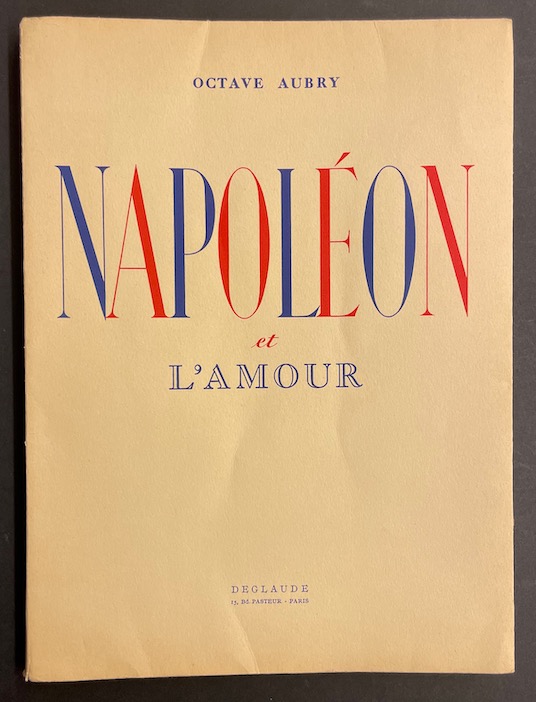 OCTAVE AUBRY
NAPOLÉON
et
L'AMOUR
DEGLAUDE
15, Bd. PASTEUR - PARIS